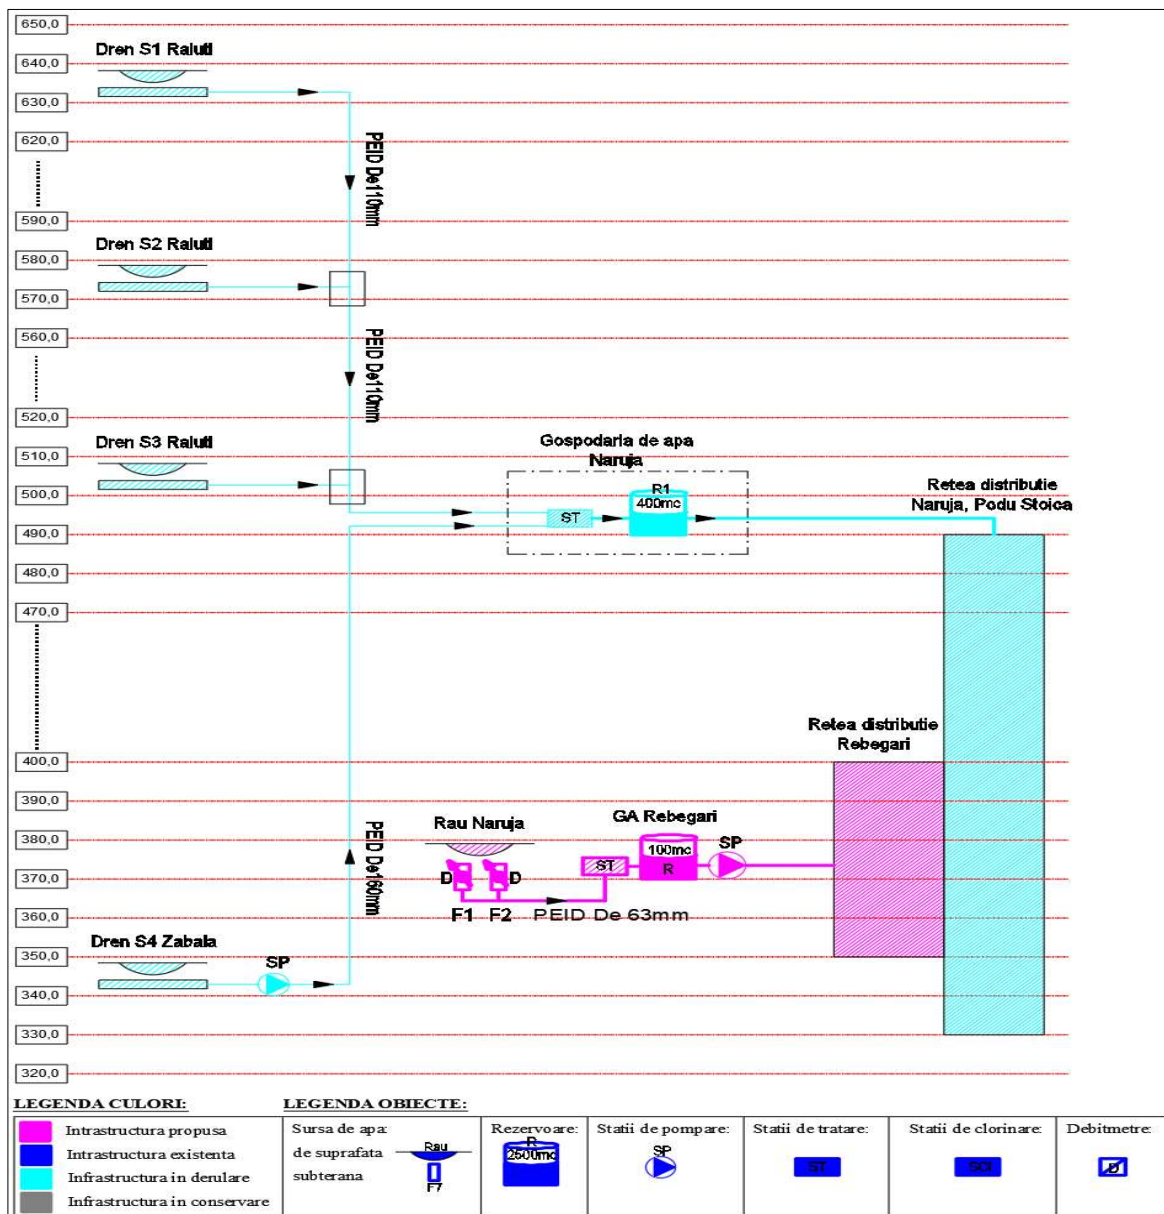 650,0
Dren S1 Raiuti
640,0
630,0
620,0
PEID De110mm
590,0
Dren S2 Raiuti
580,0
570,0
560,0
PEID De110mm
520,0
Dren S3 Raiuti
510,0
Gospodaria de apa
Naruja
500,0
R1
400mc
ST
Retea distributie
Naruja, Podu Stoica
490,0
480,0
470,0
Retea distributie
Rebegari
400,0
390,0
380,0
PEID De160mm
Rau Naruja
GA Rebegari
SP
100mc
ST
R
D
D
370,0
F1 F2 PEID De 63mm
360,0
Dren S4 Zabala
350,0
SP
340,0
330,0
320,0
LEGENDA CULORI:
Intrastructura propusa
Intrastructura existenta
Infrastructura in derulare
Infrastructura in conservare
LEGENDA OBIECTE:
Sursa de apa:
de suprafata
subterana
Rau
F7
Rezervoare:
R
2500mc
Statii de pompare:
SP
Statii de tratare:
ST
Statii de clorinare:
SCl
Debitmetre:
D